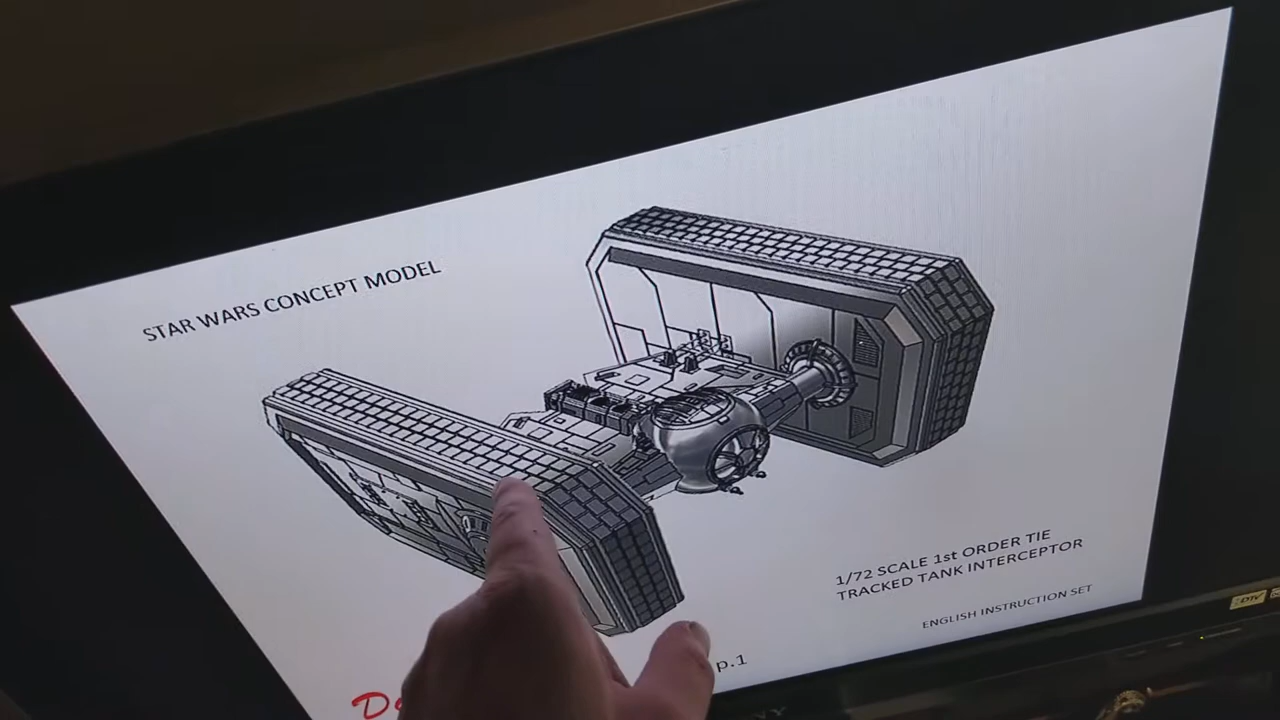 STAR WARS CONCEPT MODEL
1/72 SCALE 1st ORDER TIE
TRACKED TANK INTERCEPTOR
ENGLISH INSTRUCTION SET
p.1